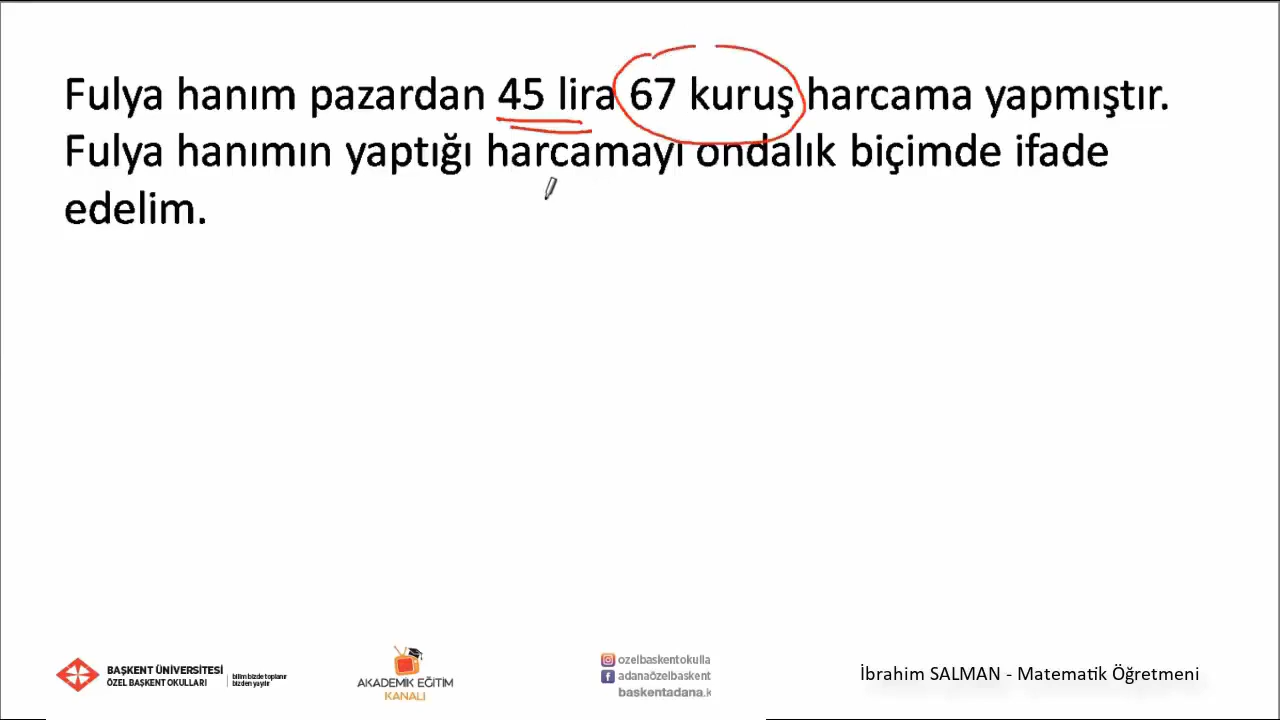 Fulya hanım pazardan 45 lira 67 kuruş harcama yapmıştır.
Fulya hanımın yaptığı harcamayı ondalık biçimde ifade
edelim.
BAŞKENT ÜNİVERSİTESİ
ÖZEL BAŞKENT OKULLARI
bilim bizde toplanır
bizden yayılır
AKADEMİK EĞİTİM
KANALI
ozelbaskentokulla
adanaözelbaskent
baskentadana.k
İbrahim SALMAN - Matematik Öğretmeni